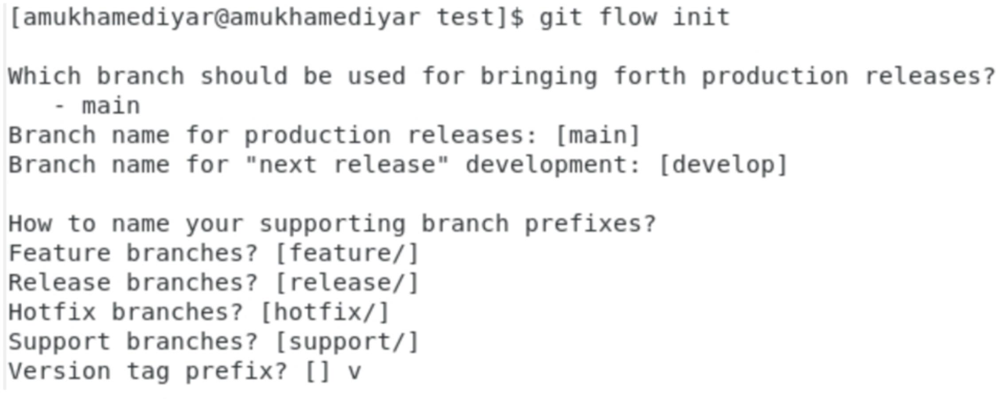 [amukhamediyar@amukhamediyar test]$ git flow init
Which branch should be used for bringing forth production releases?
   - main
Branch name for production releases: [main]
Branch name for "next release" development: [develop]
How to name your supporting branch prefixes?
Feature branches? [feature/]
Release branches? [release/]
Hotfix branches? [hotfix/]
Support branches? [support/]
Version tag prefix? [] v